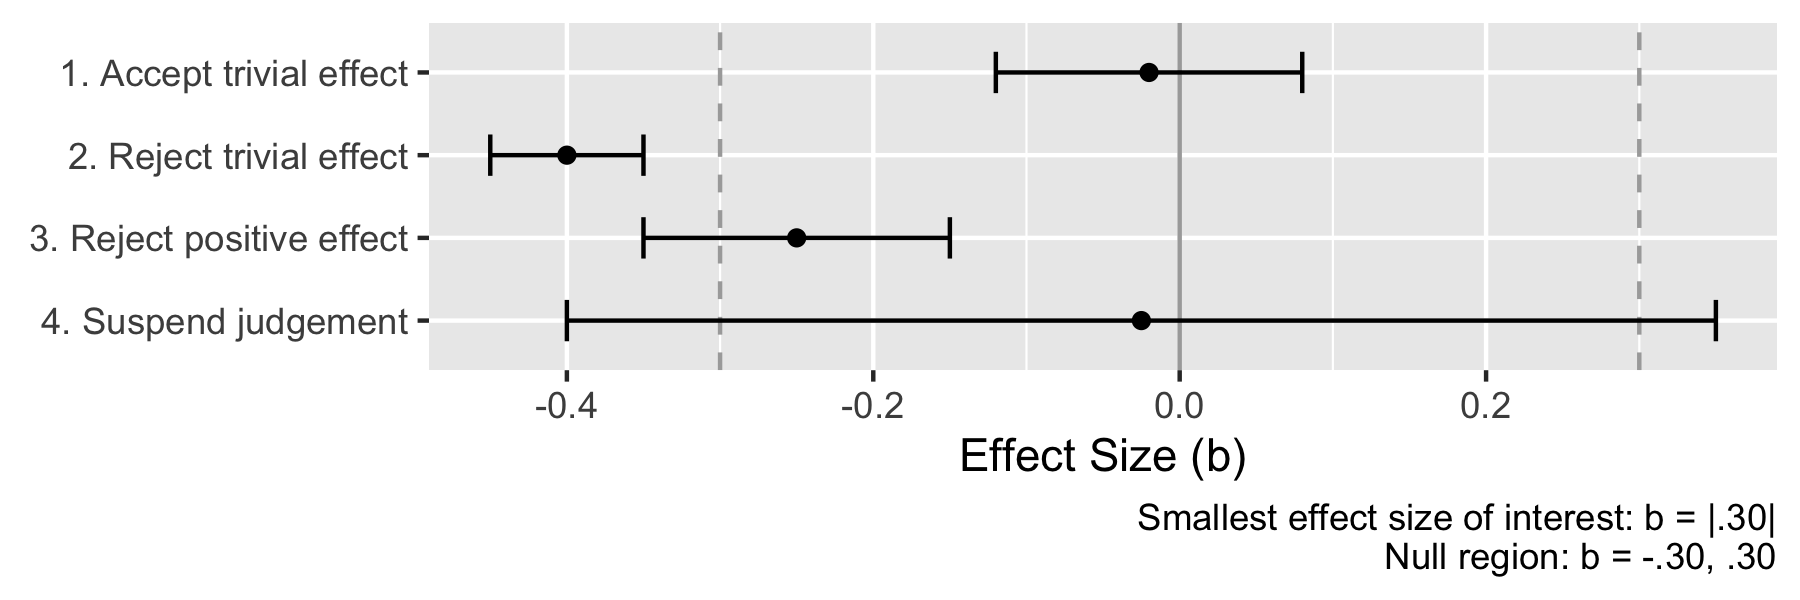 1. Accept trivial effect
2. Reject trivial effect
3. Reject positive effect
4. Suspend judgement
-0.4 -0.2 0.0 0.2
Effect Size (b)
Smallest effect size of interest: b = |.30|
Null region: b = -.30, .30